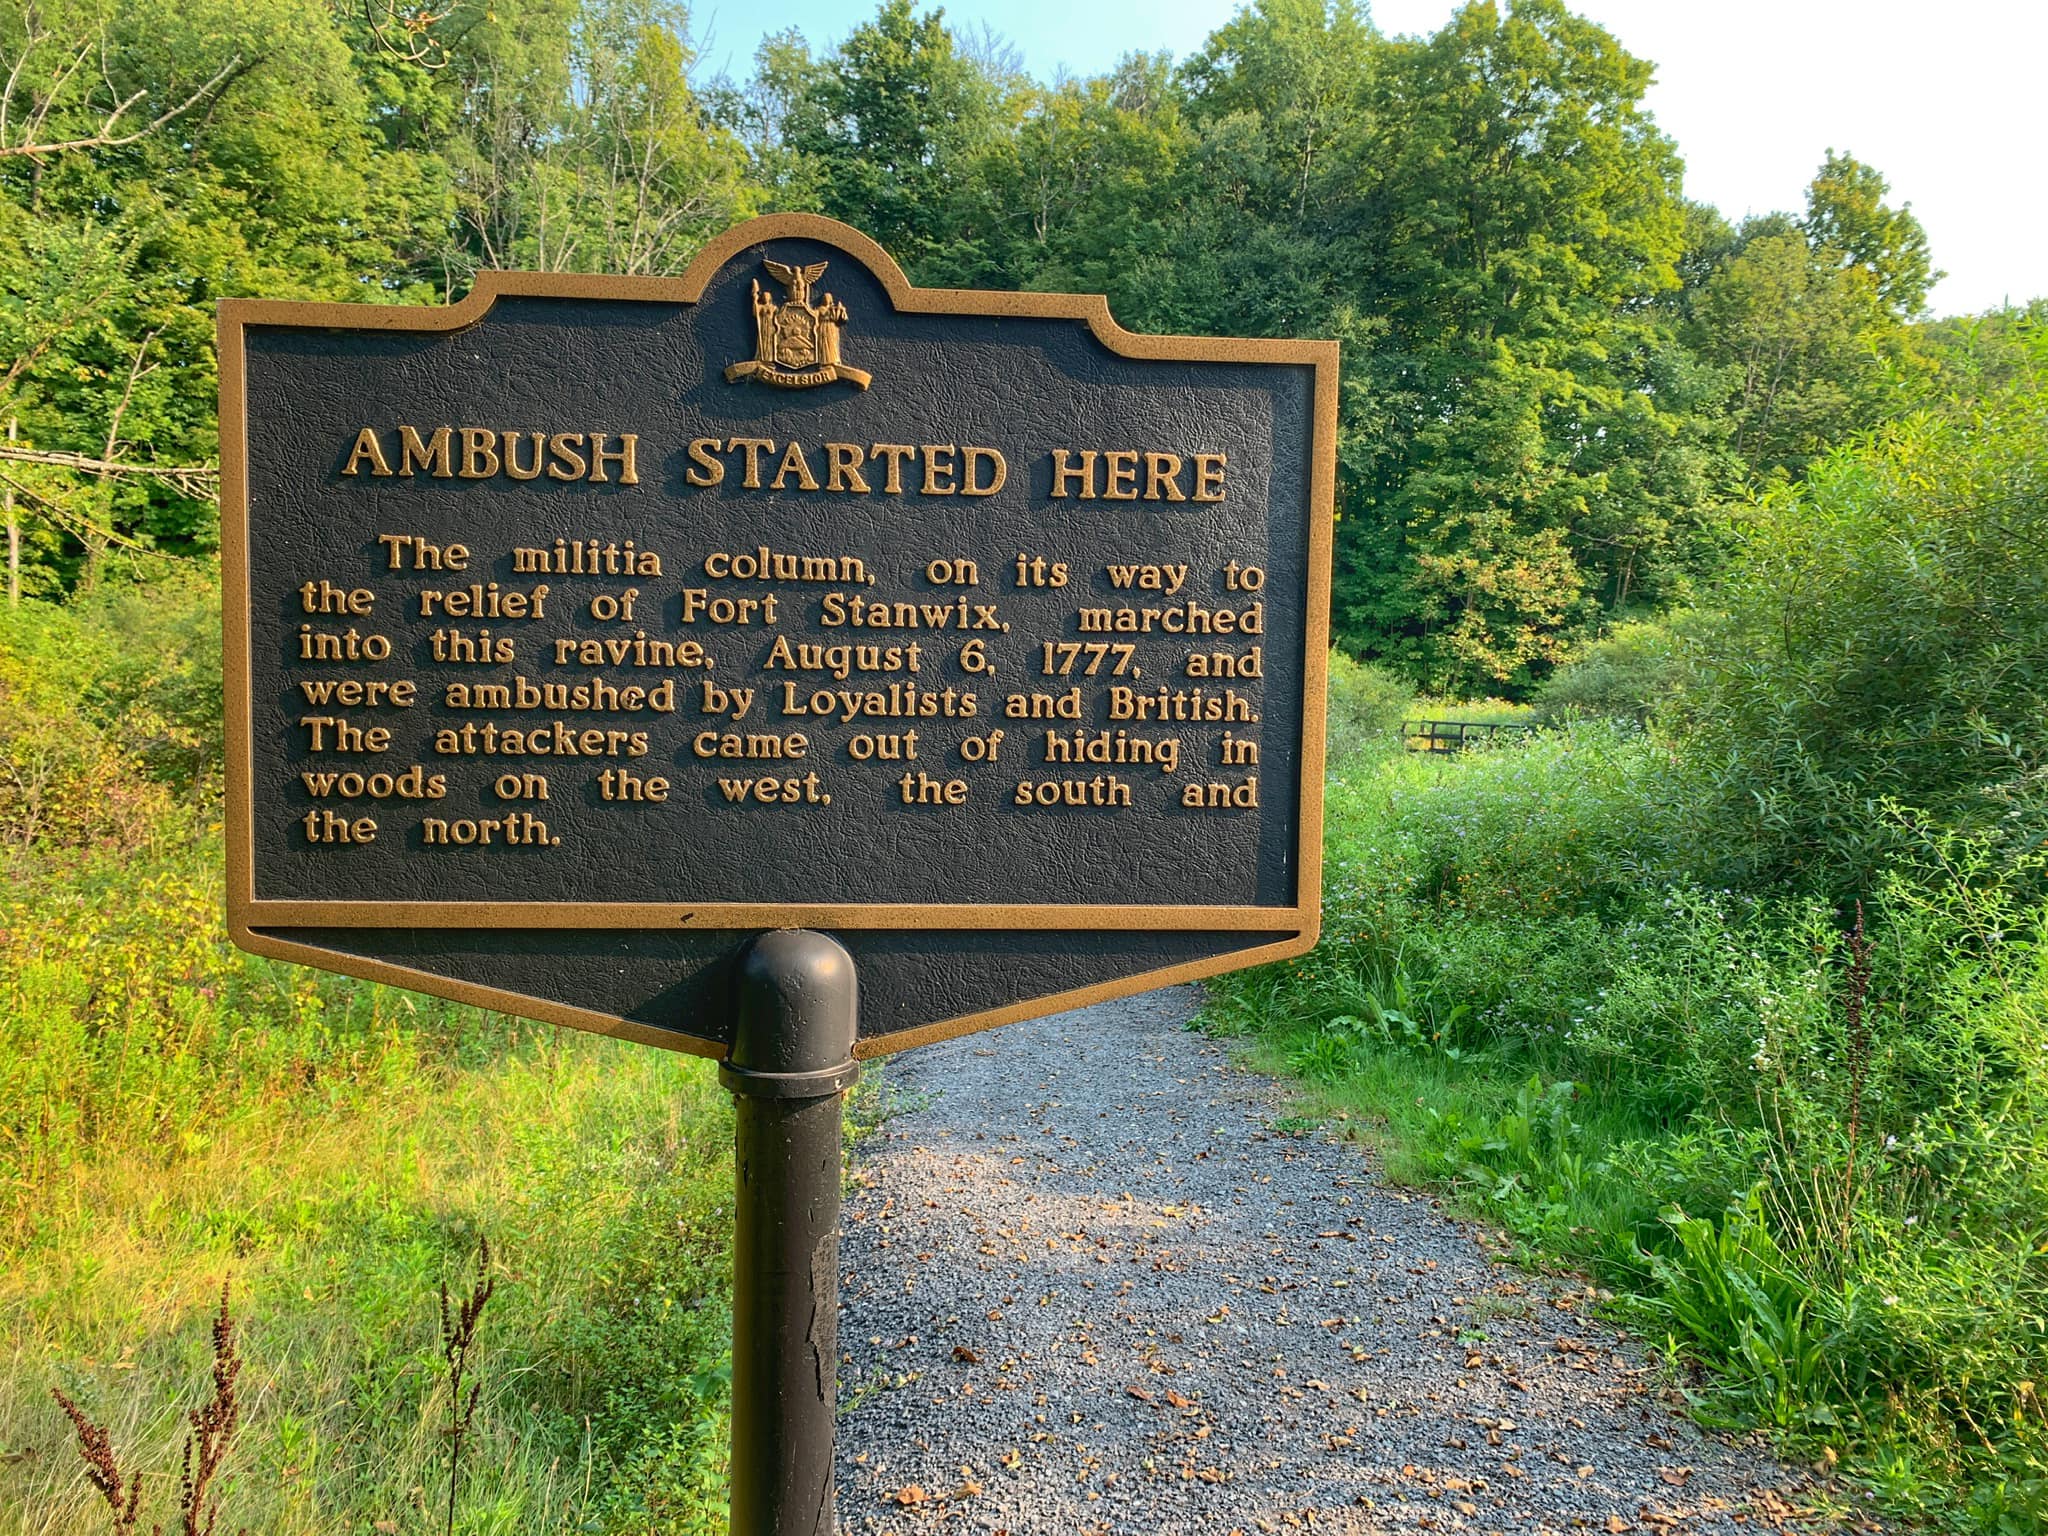 EXCELSIOR
AMBUSH STARTED HERE
The militia column, on its way to
the relief of Fort Stanwix, marched
into this ravine, August 6, 1777, and
were ambushed by Loyalists and British.
The attackers came out of hiding in
woods on the west, the south and
the north.